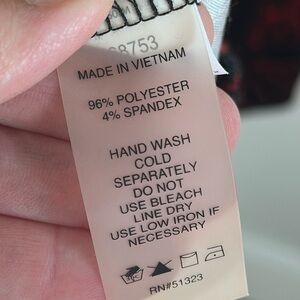 8753
MADE IN VIETNAM
96% POLYESTER
4% SPANDEX
HAND WASH
COLD
SEPARATELY
DO NOT
USE BLEACH
LINE DRY
USE LOW IRON IF
NECESSARY
RN#51323